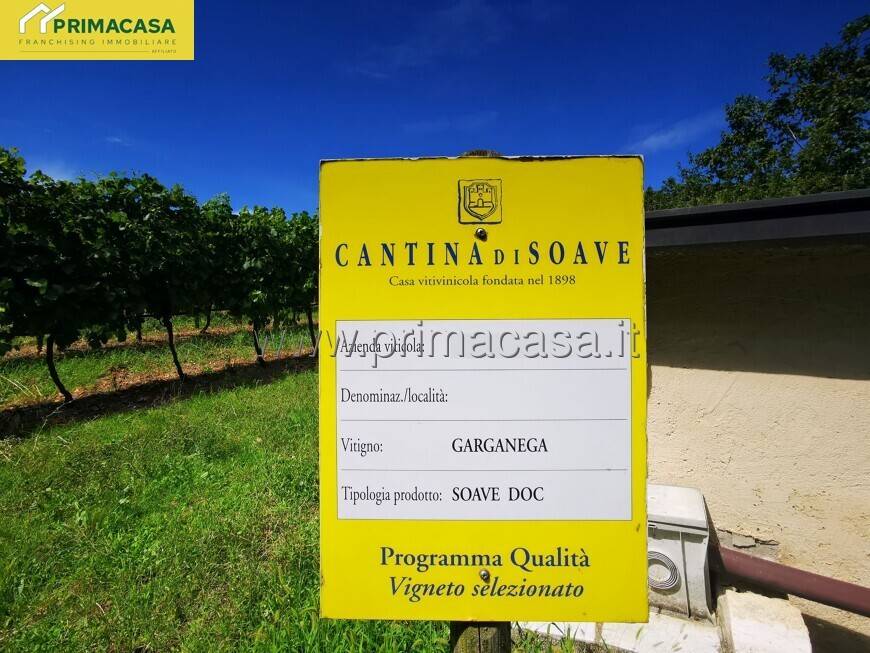 PRIMACASA
FRANCHISING IMMOBILIARE
AFFILIATO
CANTINA DI SOAVE
Casa vitivinicola fondata nel 1898
Azienda viticola:
www.primacasa.it
Denominaz./località:
Vitigno: GARGANEGA
Tipologia prodotto: SOAVE DOC
Programma Qualità
Vigneto selezionato